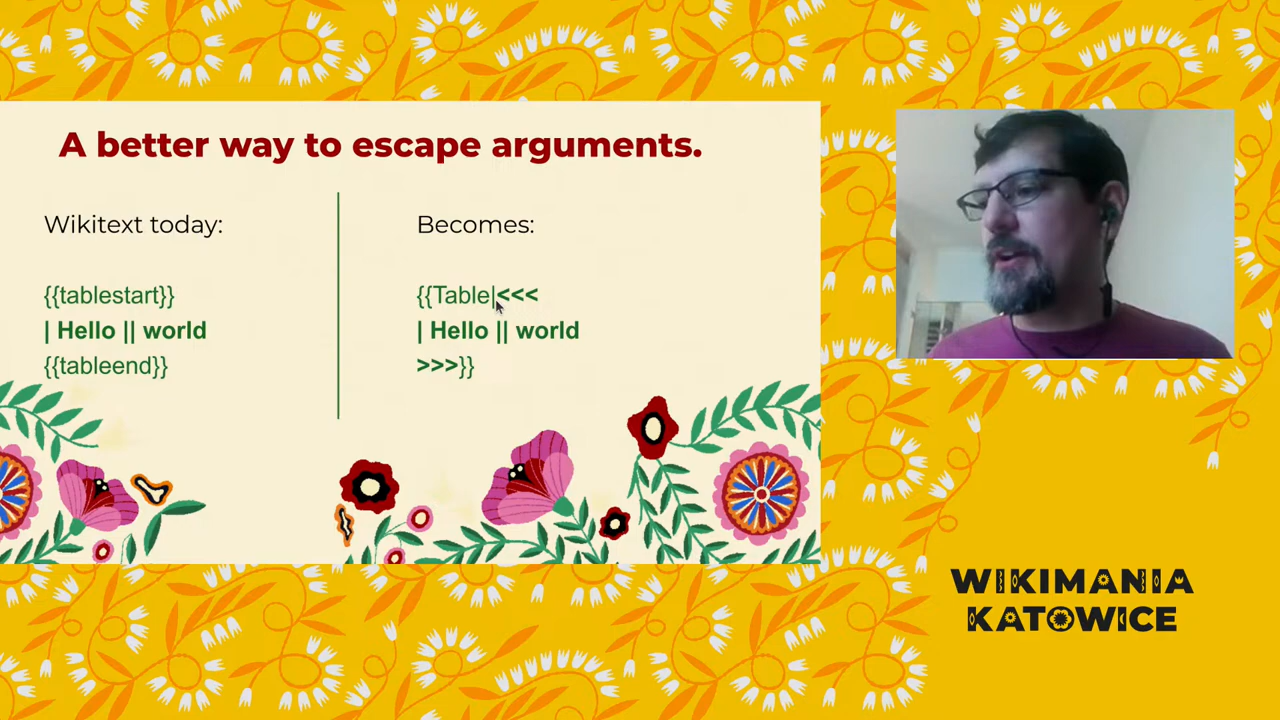 A better way to escape arguments.
Wikitext today:
{{tablestart}}
| Hello || world
{{tableend}}
Becomes:
{{Table|<<<
| Hello || world
>>>}}
WIKIMANIA
KATOWICE